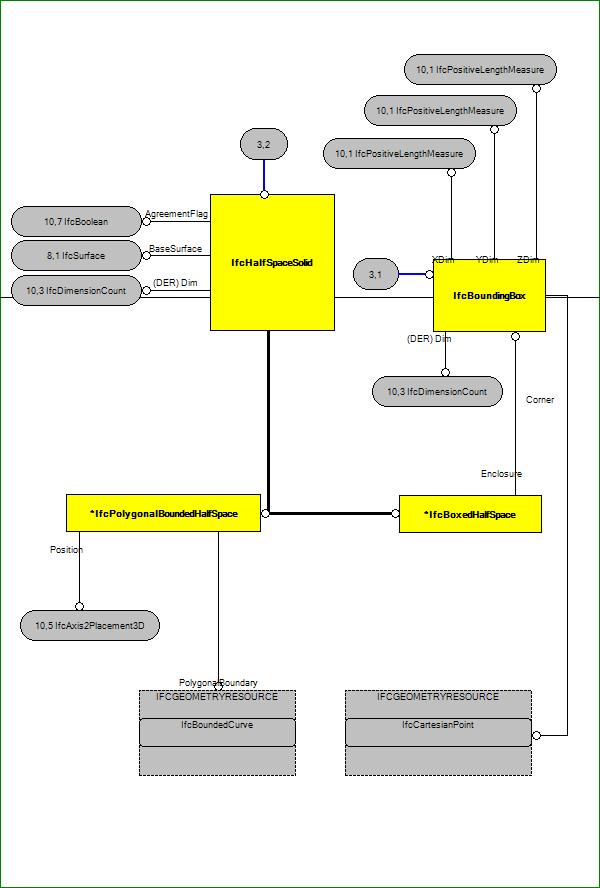 10,1 IfcPositiveLengthMeasure
10,1 IfcPositiveLengthMeasure
3,2
10,1 IfcPositiveLengthMeasure
10,7 IfcBoolean
AgreementFlag
8,1 IfcSurface
BaseSurface
IfcHalfSpaceSolid
XDim
YDim
ZDim
3,1
10,3 IfcDimensionCount
(DER) Dim
IfcBoundingBox
(DER) Dim
10,3 IfcDimensionCount
Corner
Enclosure
*IfcPolygonalBoundedHalfSpace
*IfcBoxedHalfSpace
Position
10,5 IfcAxis2Placement3D
PolygonalBoundary
IFCGEOMETRYRESOURCE
IfcBoundedCurve
IFCGEOMETRYRESOURCE
IfcCartesianPoint